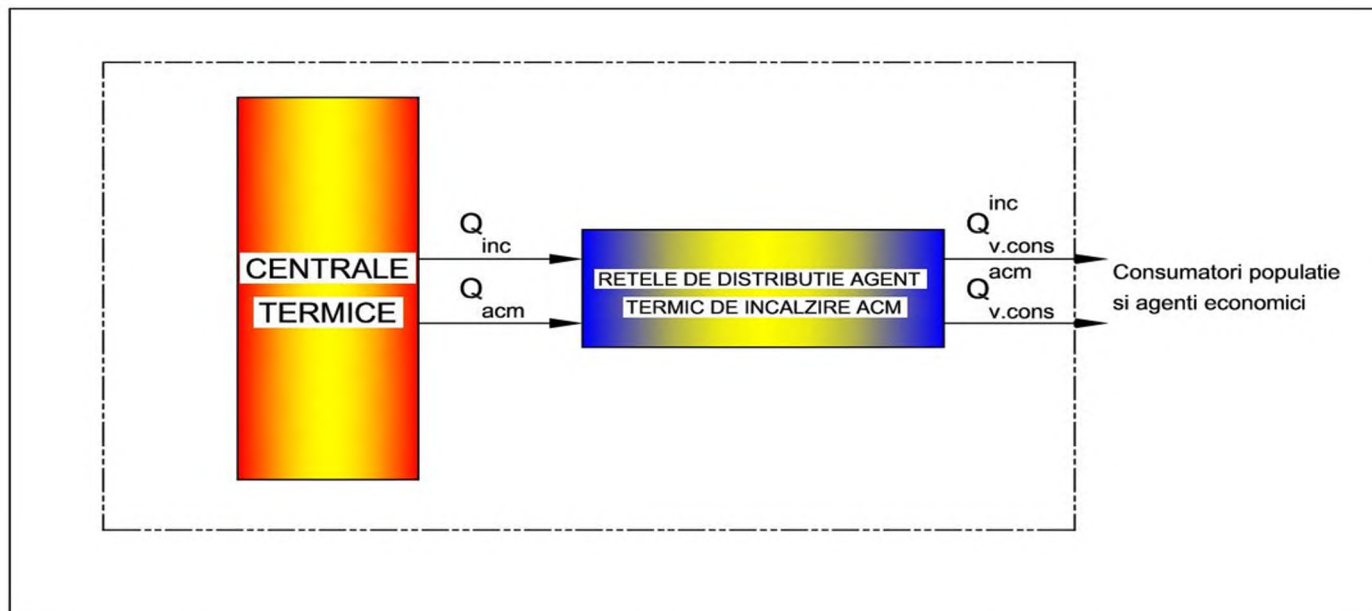 CENTRALE
TERMICE
Q inc
Q acm
RETELE DE DISTRIBUTIE AGENT
TERMIC DE INCALZIRE ACM
Q inc v.cons
Q acm v.cons
Consumatori populatie
si agenti economici